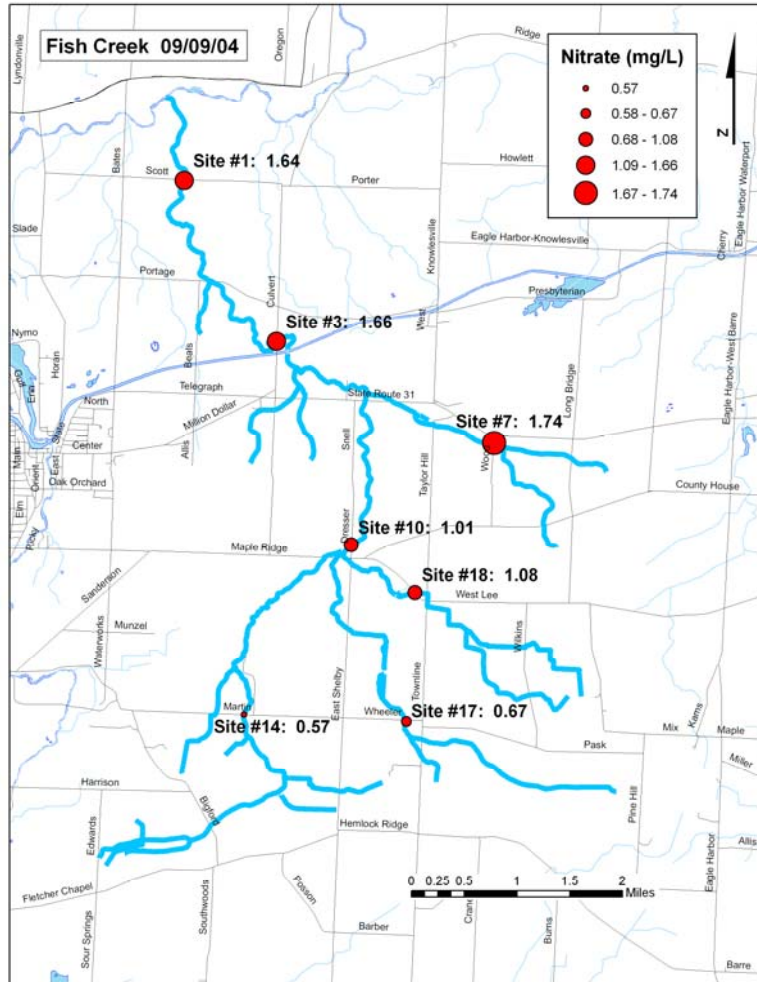 Fish Creek 09/09/04
Nitrate (mg/L)
0.57
0.58 - 0.67
0.68 - 1.08
1.09 - 1.66
1.67 - 1.74
Z
Lyndonville
Oregon
Ridge
Bates
Site #1: 1.64
Scott
Porter
Howlett
Slade
Knowlesville
Eagle Harbor-Knowlesville
Cherry
Eagle Harbor Waterport
Portage
Culvert
West
Presbyterian
Site #3: 1.66
Nymo
Horan
Beals
Gulf
Erna
Telegraph
State Route 31
North
Million Dollar
Long Bridge
Eagle Harbor-West Barre
Site #7: 1.74
State
Center
Allis
Snell
Taylor Hill
Main
Orient
East
Oak Orchard
County House
Elm
Ricky
Site #10: 1.01
Dresser
Maple Ridge
Sanderson
Site #18: 1.08
West Lee
Munzel
Waterworks
Wilkins
East Shelby
Townline
Martin
Wheeler
Site #17: 0.67
Site #14: 0.57
Kams
Mix
Maple
Pask
Miller
Harrison
Bigford
Pine Hill
Edwards
Hemlock Ridge
Allis
Eagle Harbor
Fletcher Chapel
Posson
0 0.25 0.5 1 1.5 2
Miles
Southwoods
Sour Springs
Barber
Crane
Burns
Barre